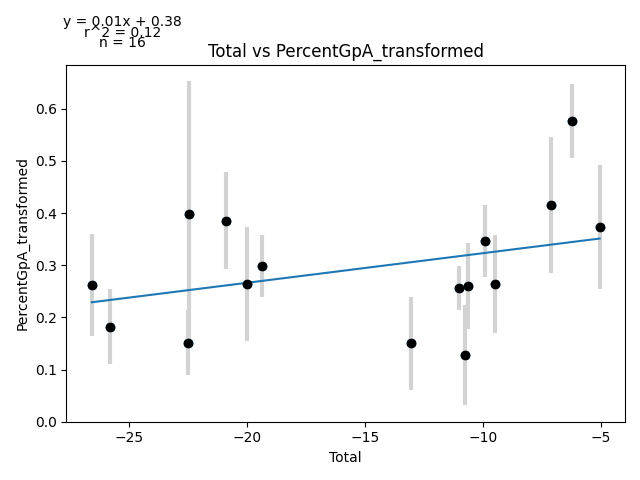 y = 0.01x + 0.38
r^2 = 0.12
n = 16
Total vs PercentGpA_transformed
PercentGpA_transformed
0.6
0.5
0.4
0.3
0.2
0.1
0.0
−25 −20 −15 −10 −5
Total